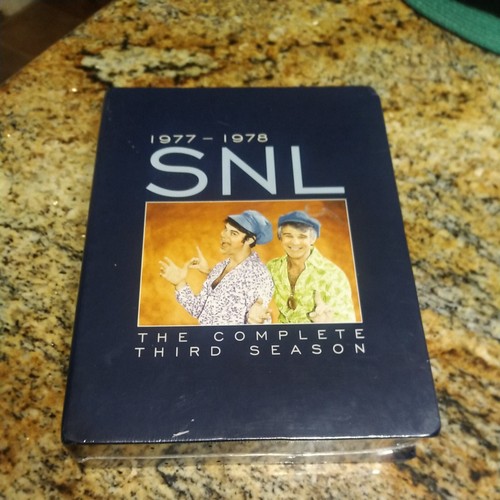 1977 – 1978
SNL
THE COMPLETE
THIRD SEASON